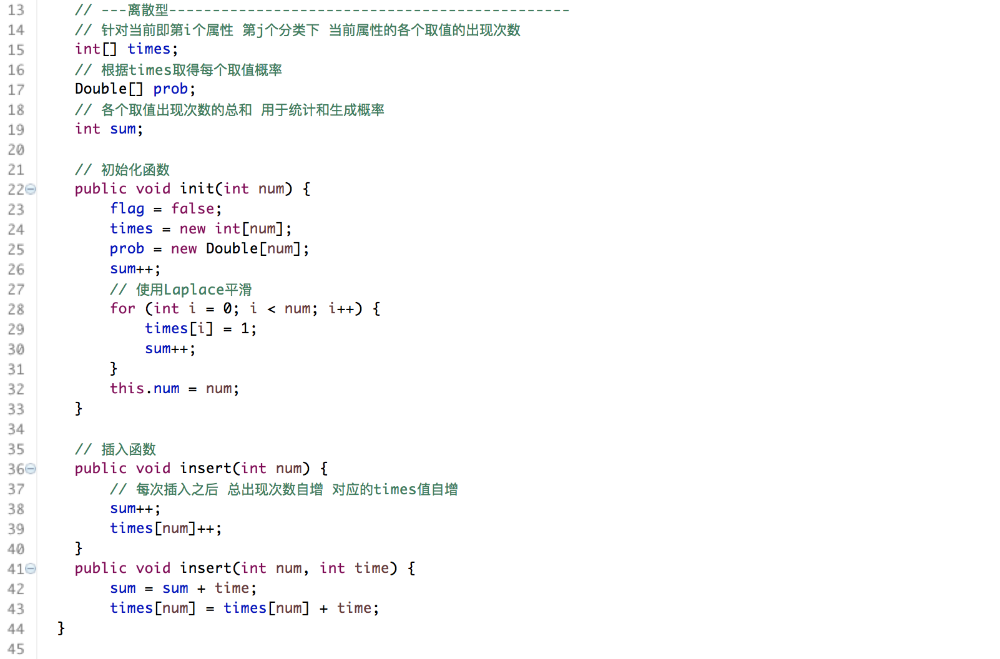 13 // ---离散型----------------------------------------------
14 // 针对当前即第i个属性 第j个分类下 当前属性的各个取值的出现次数
15 int[] times;
16 // 根据times取得每个取值概率
17 Double[] prob;
18 // 各个取值出现次数的总和 用于统计和生成概率
19 int sum;
20
21 // 初始化函数
22 public void init(int num) {
23 flag = false;
24 times = new int[num];
25 prob = new Double[num];
26 sum++;
27 // 使用Laplace平滑
28 for (int i = 0; i < num; i++) {
29 times[i] = 1;
30 sum++;
31 }
32 this.num = num;
33 }
34
35 // 插入函数
36 public void insert(int num) {
37 // 每次插入之后 总出现次数自增 对应的times值自增
38 sum++;
39 times[num]++;
40 }
41 public void insert(int num, int time) {
42 sum = sum + time;
43 times[num] = times[num] + time;
44 }
45